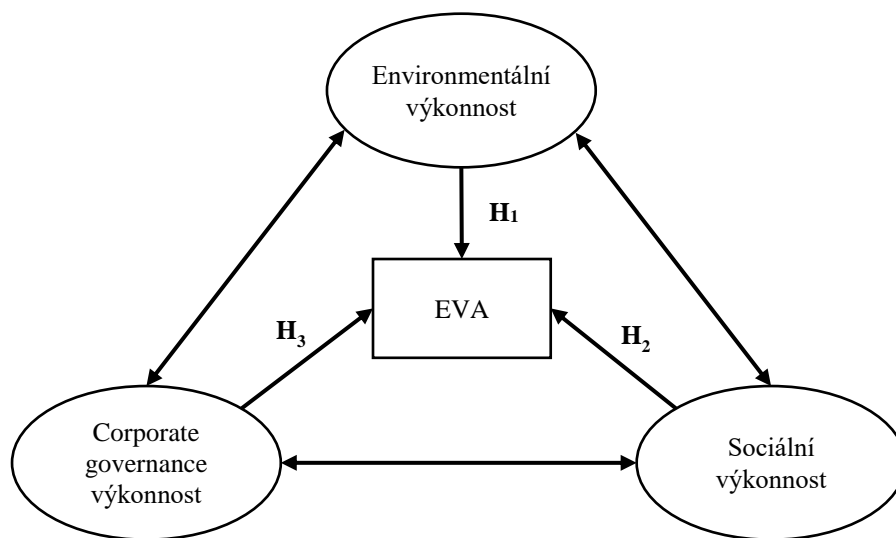 Environmentální
výkonnost
H₁
EVA
H₃
H₂
Corporate
governance
výkonnost
Sociální
výkonnost